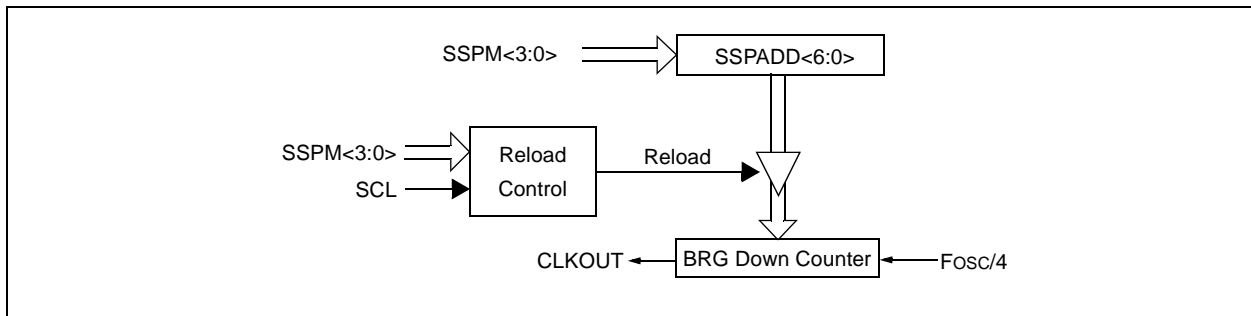 SSPM<3:0>
SSPADD<6:0>
SSPM<3:0>
SCL
Reload
Control
Reload
CLKOUT
BRG Down Counter
FOSC/4